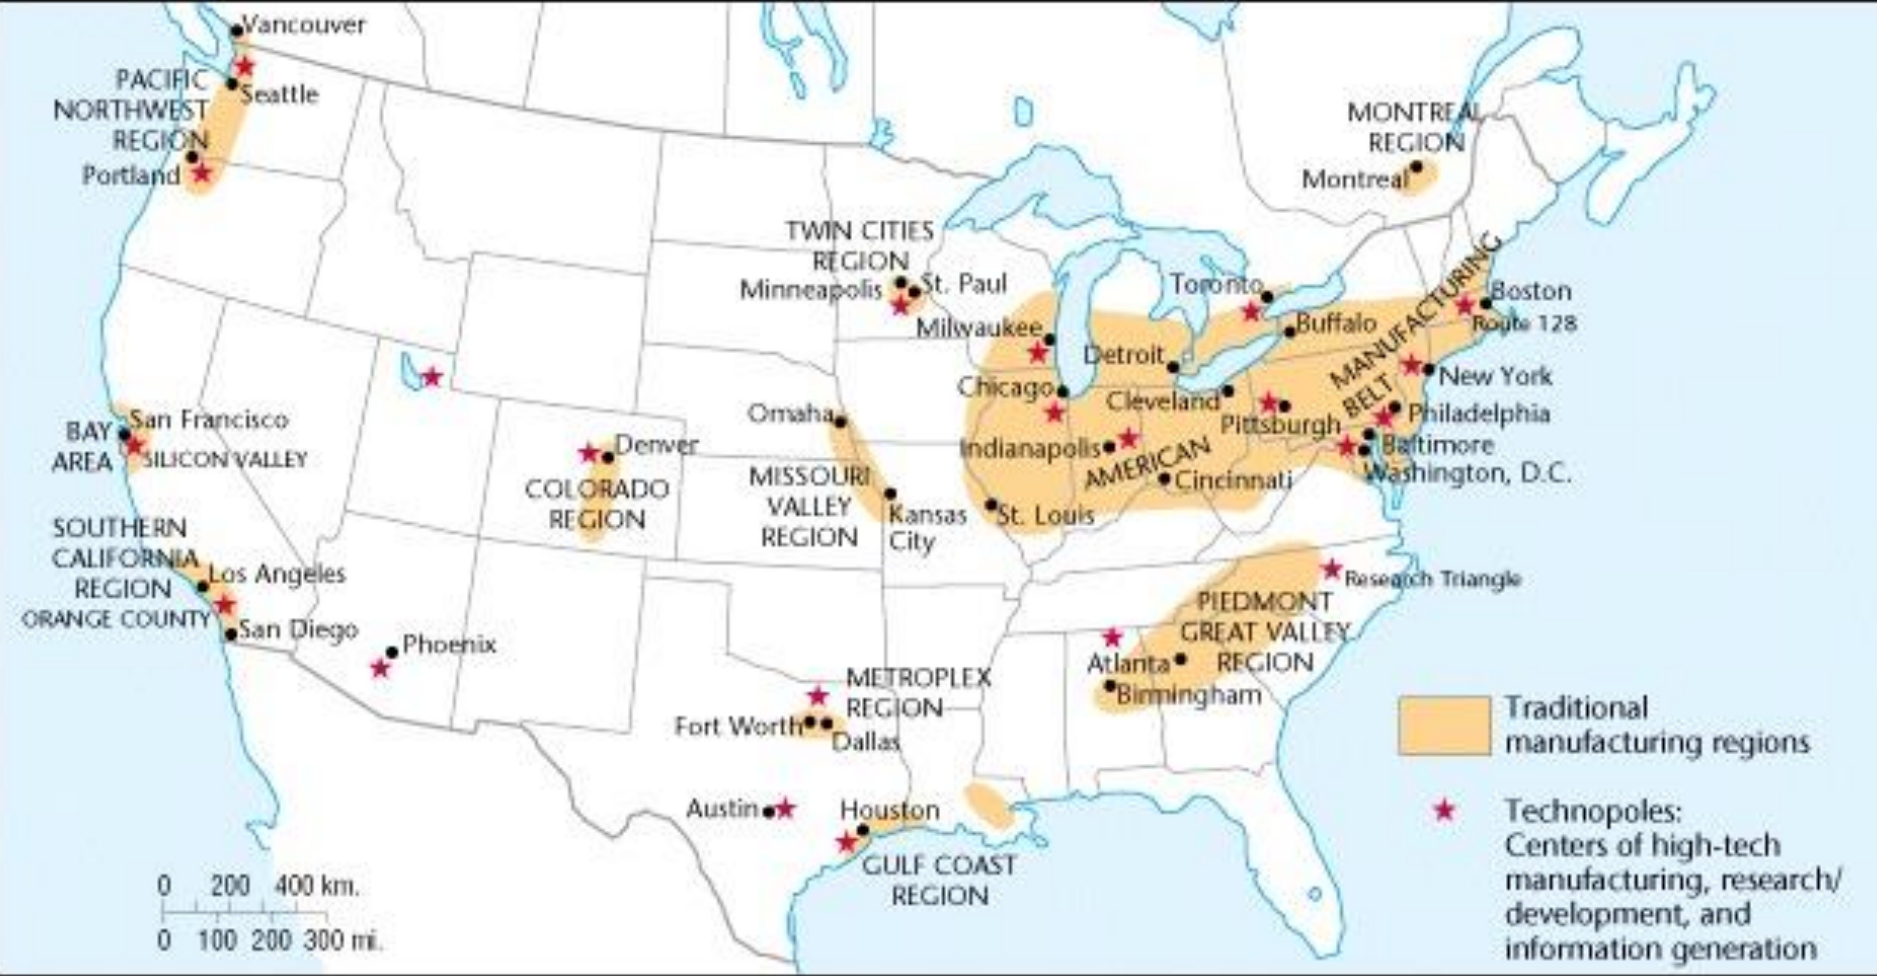 Vancouver
PACIFIC
NORTHWEST
REGION
Seattle
Portland
MONTREAL
REGION
Montreal
TWIN CITIES
REGION
Minneapolis
St. Paul
Milwaukee
Toronto
Buffalo
Boston
Route 128
Detroit
MANUFACTURING
BELT
New York
Chicago
Cleveland
Pittsburgh
Philadelphia
Baltimore
Washington, D.C.
Indianapolis
AMERICAN
Cincinnati
St. Louis
Omaha
MISSOURI
VALLEY
REGION
Kansas
City
Denver
COLORADO
REGION
San Francisco
BAY
AREA
SILICON VALLEY
SOUTHERN
CALIFORNIA
REGION
Los Angeles
ORANGE COUNTY
San Diego
Phoenix
Research Triangle
PIEDMONT
GREAT VALLEY
REGION
Atlanta
Birmingham
METROPLEX
REGION
Fort Worth
Dallas
Austin
Houston
GULF COAST
REGION
Traditional
manufacturing regions
Technopoles:
Centers of high-tech
manufacturing, research/
development, and
information generation
0 200 400 km.
0 100 200 300 mi.